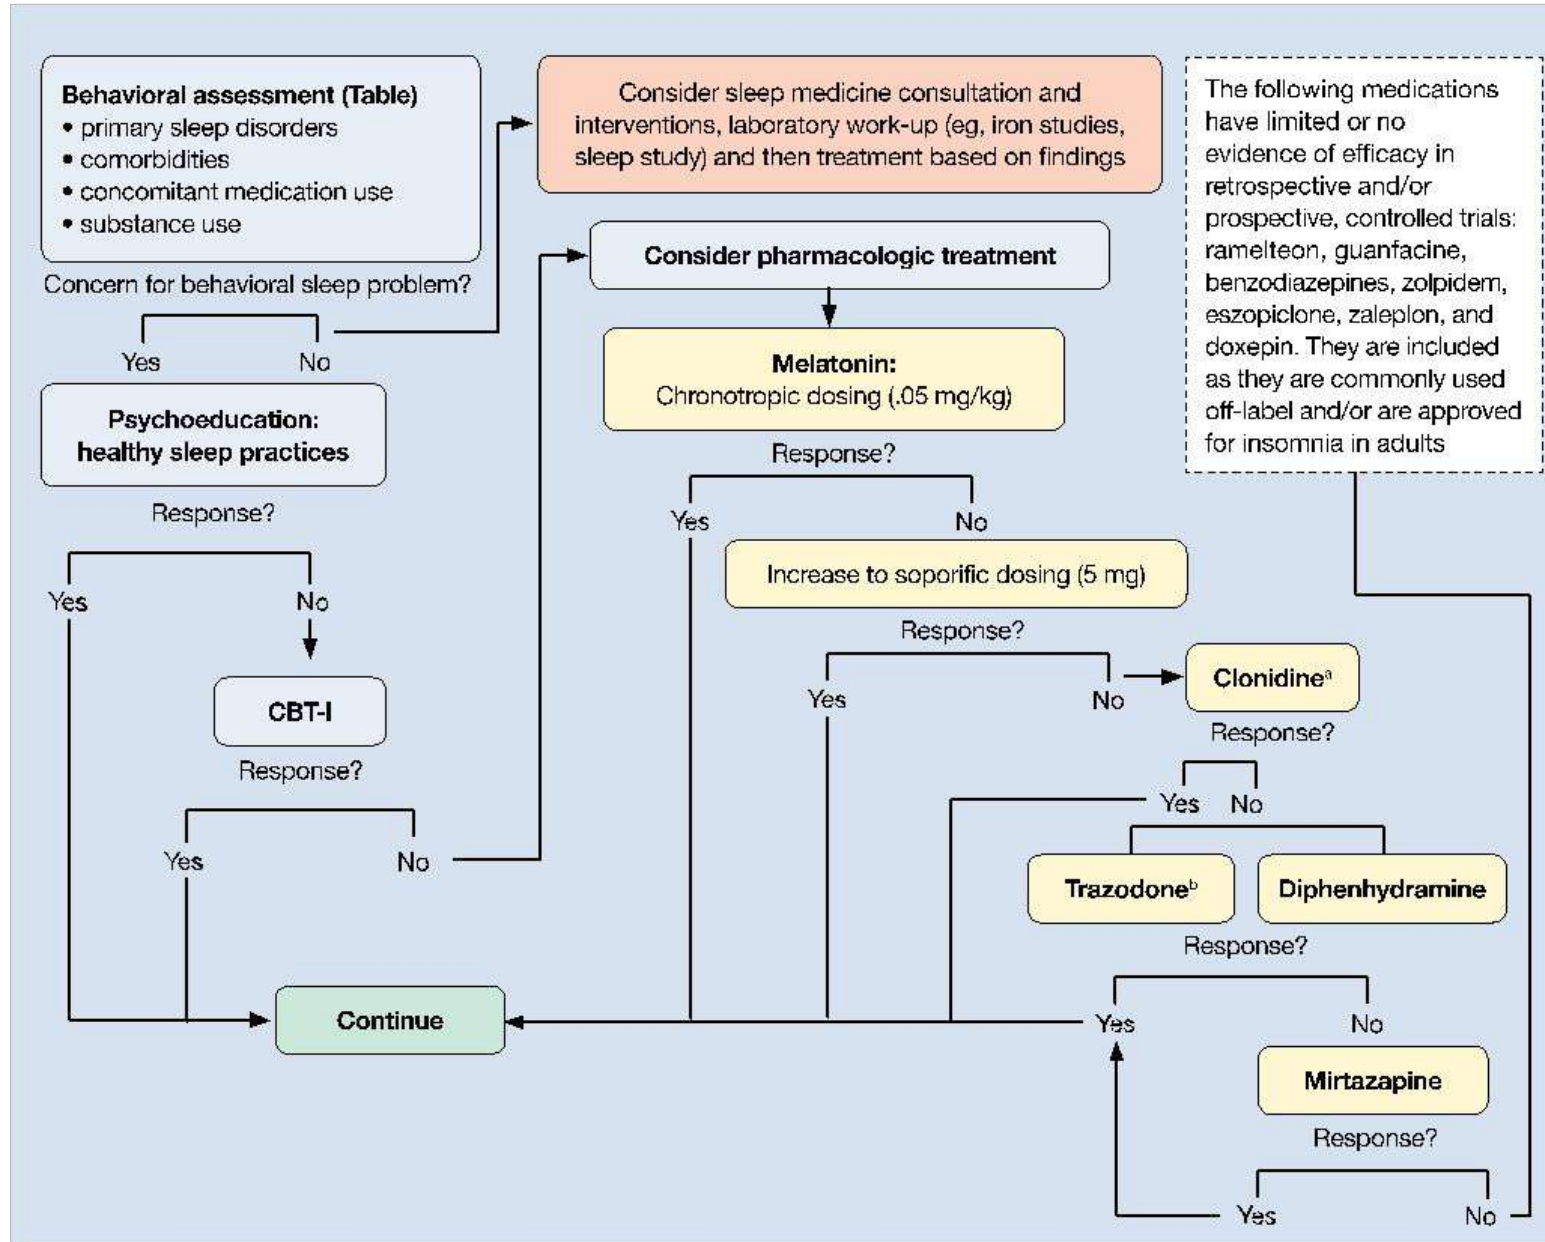 Behavioral assessment (Table)
• primary sleep disorders
• comorbidities
• concomitant medication use
• substance use
Concern for behavioral sleep problem?
Yes
No
Consider sleep medicine consultation and
interventions, laboratory work-up (eg, iron studies,
sleep study) and then treatment based on findings
Psychoeducation:
healthy sleep practices
Response?
Yes
No
CBT-I
Response?
Yes
No
Consider pharmacologic treatment
Melatonin:
Chronotropic dosing (.05 mg/kg)
Response?
Yes
No
Increase to soporific dosing (5 mg)
Response?
Yes
No
Clonidineᵃ
Response?
Yes
No
Trazodoneᵇ
Diphenhydramine
Response?
Yes
No
Mirtazapine
Response?
Yes
No
Continue
The following medications
have limited or no
evidence of efficacy in
retrospective and/or
prospective, controlled trials:
ramelteon, guanfacine,
benzodiazepines, zolpidem,
eszopiclone, zaleplon, and
doxepin. They are included
as they are commonly used
off-label and/or are approved
for insomnia in adults